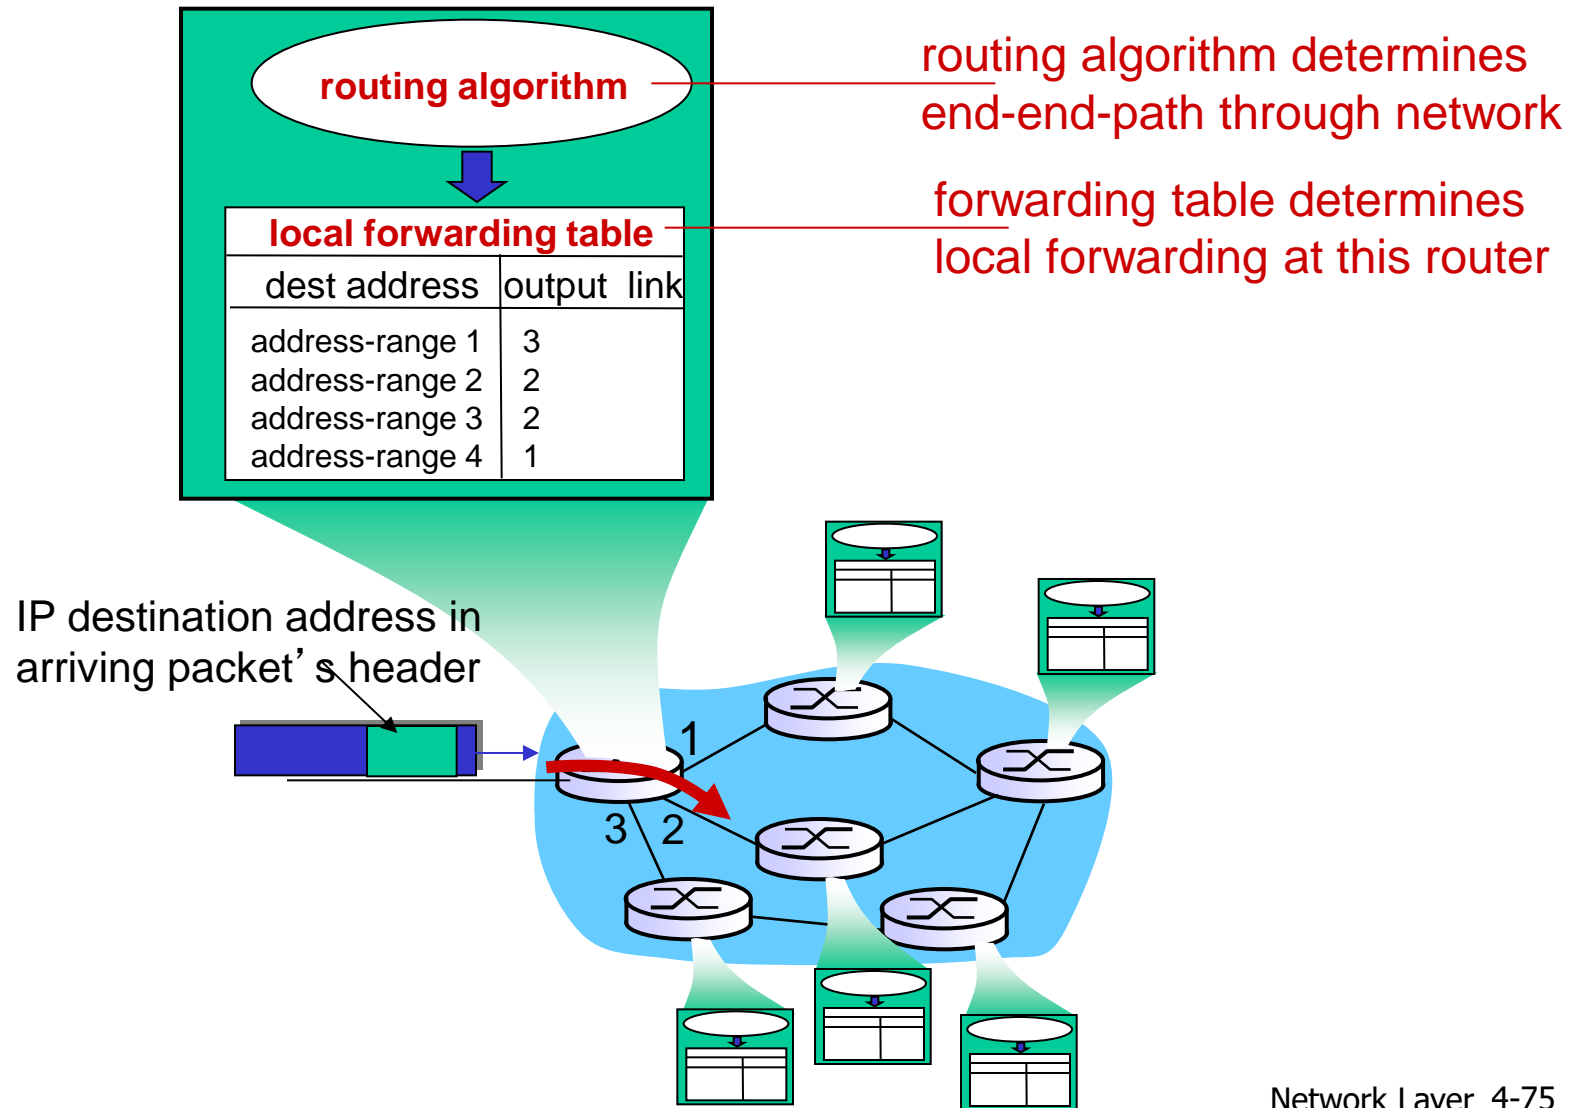 routing algorithm
routing algorithm determines
end-end-path through network
local forwarding table
forwarding table determines
local forwarding at this router
dest address output link
address-range 1 3
address-range 2 2
address-range 3 2
address-range 4 1
IP destination address in
arriving packet’s header
1
3 2
Network Layer 4-75